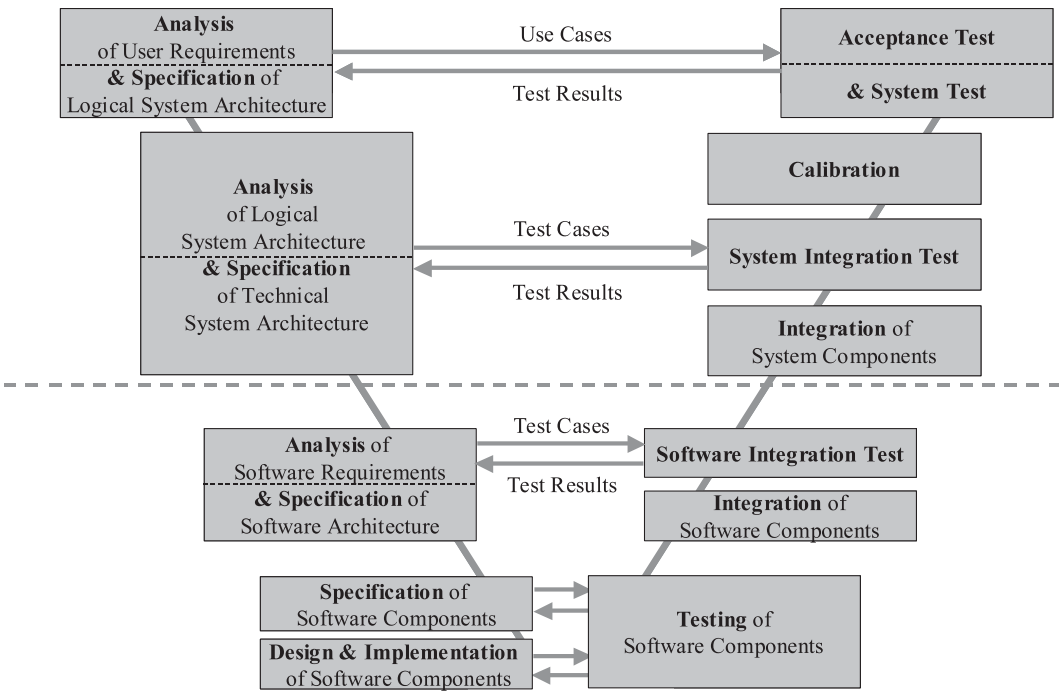 Analysis
of User Requirements
& Specification of
Logical System Architecture
Use Cases
Test Results
Acceptance Test
& System Test
Analysis
of Logical
System Architecture
& Specification
of Technical
System Architecture
Calibration
Test Cases
Test Results
System Integration Test
Integration of
System Components
Analysis of
Software Requirements
& Specification of
Software Architecture
Test Cases
Test Results
Software Integration Test
Integration of
Software Components
Specification of
Software Components
Design & Implementation
of Software Components
Testing of
Software Components